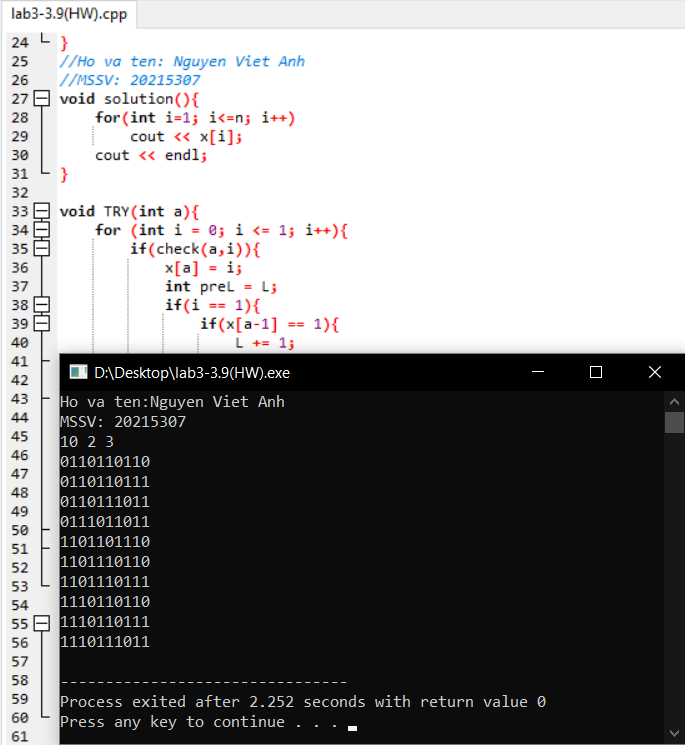 lab3-3.9(HW).cpp
24 }
25 //Ho va ten: Nguyen Viet Anh
26 //MSSV: 20215307
27 void solution(){
28 for(int i=1; i<=n; i++)
29 cout << x[i];
30 cout << endl;
31 }
32
33 void TRY(int a){
34 for (int i = 0; i <= 1; i++){
35 if(check(a,i)){
36 x[a] = i;
37 int preL = L;
38 if(i == 1){
39 if(x[a-1] == 1){
40 L += 1;
41
42
43
44
45
46
47
48
49
50
51
52
53
54
55
56
57
58
59
60
61
D:\Desktop\lab3-3.9(HW).exe
Ho va ten:Nguyen Viet Anh
MSSV: 20215307
10 2 3
0110110110
0110110111
0110111011
0111011011
1101101110
1101110110
1101110111
1110110110
1110110111
1110111011
--------------------------------
Process exited after 2.252 seconds with return value 0
Press any key to continue . . .